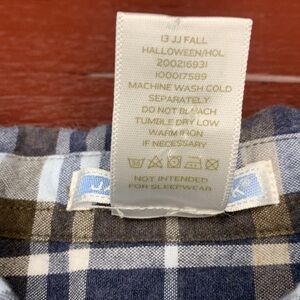 13 JJ FALL
HALLOWEEN/HOL
200216931
100017589
MACHINE WASH COLD
SEPARATELY
DO NOT BLEACH
TUMBLE DRY LOW
WARM IRON
IF NECESSARY
NOT INTENDED
FOR SLEEPWEAR